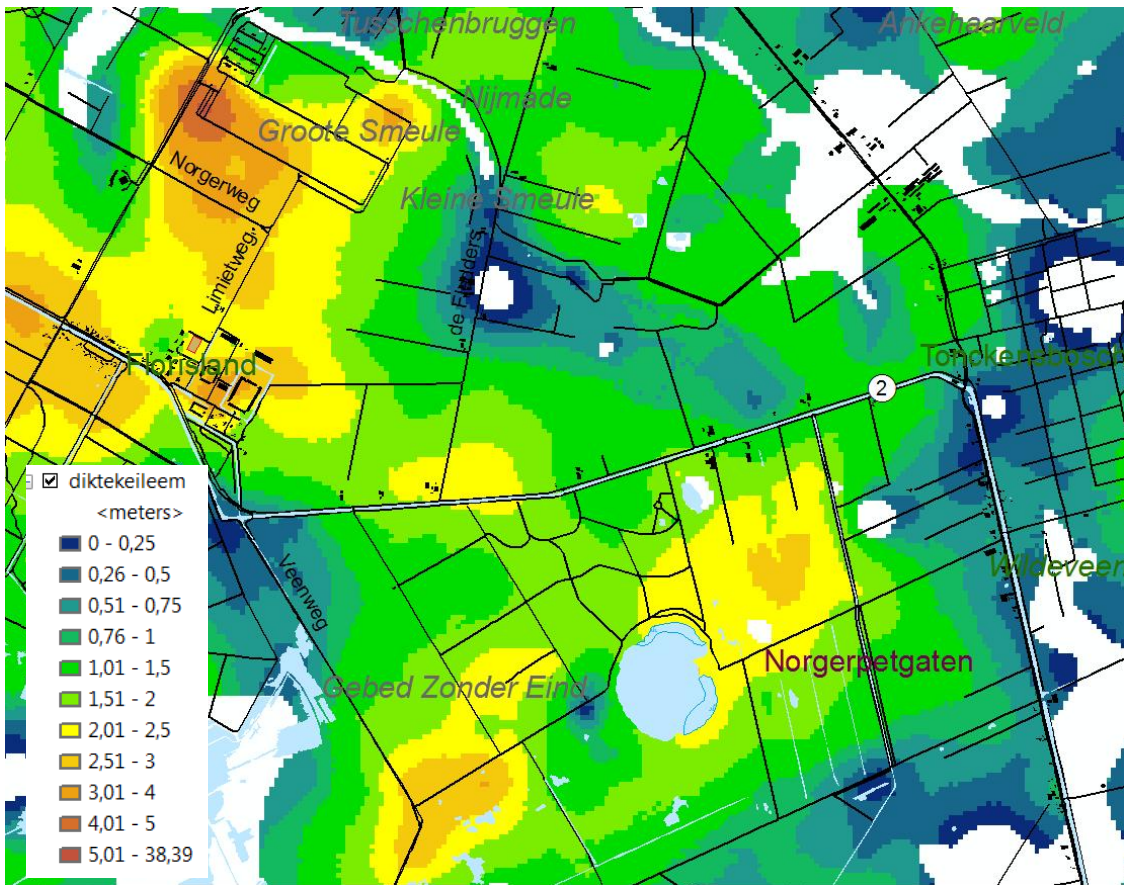 Tusschenbruggen
Ankehaarveld
Nijmade
Groote Smeule
Norgerweg
Kleine Smeule
Limietweg
de Fledders
Florisland
Tonckensbosch
2
diktekeileem
<meters>
0 - 0,25
0,26 - 0,5
0,51 - 0,75
0,76 - 1
1,01 - 1,5
1,51 - 2
2,01 - 2,5
2,51 - 3
3,01 - 4
4,01 - 5
5,01 - 38,39
Veenweg
Wildeveen
Norgerpetgaten
Gebed Zonder Eind